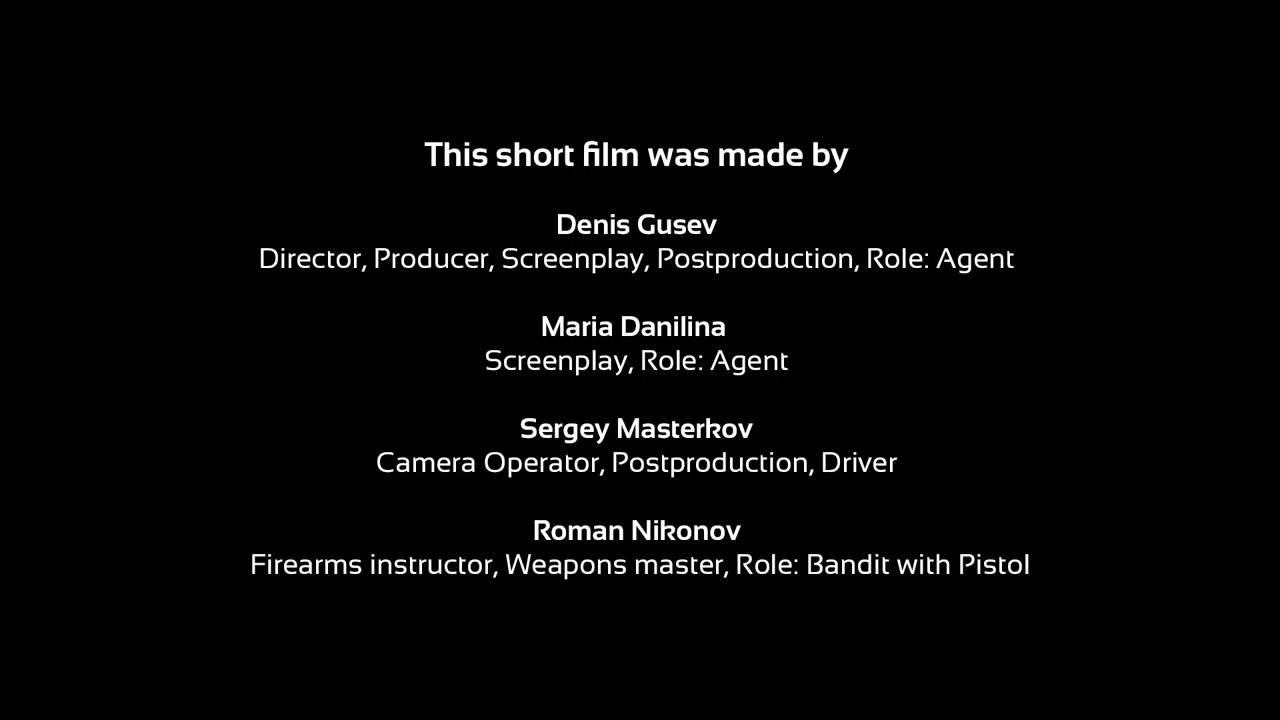 This short film was made by
Denis Gusev
Director, Producer, Screenplay, Postproduction, Role: Agent
Maria Danilina
Screenplay, Role: Agent
Sergey Masterkov
Camera Operator, Postproduction, Driver
Roman Nikonov
Firearms instructor, Weapons master, Role: Bandit with Pistol